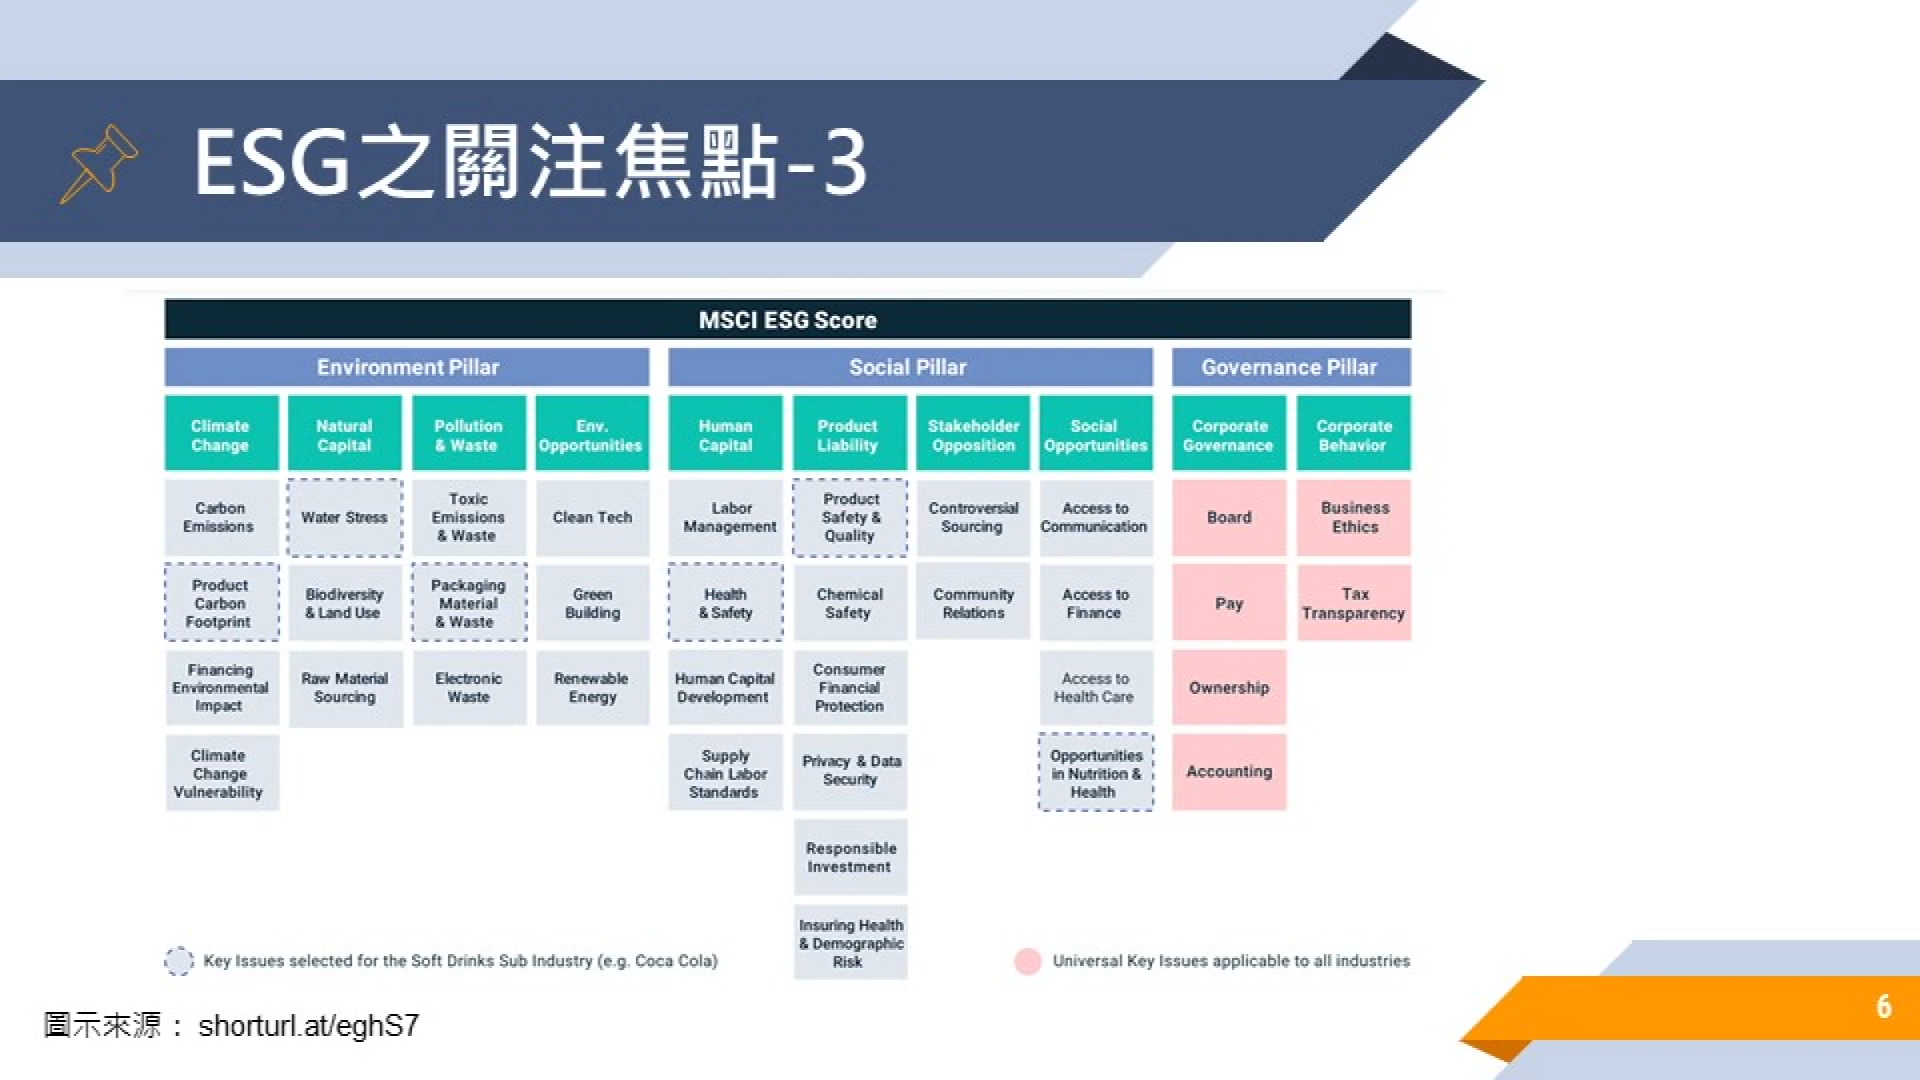 ESG之關注焦點-3
MSCI ESG Score
Environment Pillar
Social Pillar
Governance Pillar
Climate
Change
Natural
Capital
Pollution
& Waste
Env.
Opportunities
Human
Capital
Product
Liability
Stakeholder
Opposition
Social
Opportunities
Corporate
Governance
Corporate
Behavior
Carbon
Emissions
Water Stress
Toxic
Emissions
& Waste
Clean Tech
Labor
Management
Product
Safety &
Quality
Controversial
Sourcing
Access to
Communication
Board
Business
Ethics
Product
Carbon
Footprint
Biodiversity
& Land Use
Packaging
Material
& Waste
Green
Building
Health
& Safety
Chemical
Safety
Community
Relations
Access to
Finance
Pay
Tax
Transparency
Financing
Environmental
Impact
Raw Material
Sourcing
Electronic
Waste
Renewable
Energy
Human Capital
Development
Consumer
Financial
Protection
Access to
Health Care
Ownership
Climate
Change
Vulnerability
Supply
Chain Labor
Standards
Privacy & Data
Security
Opportunities
in Nutrition &
Health
Accounting
Responsible
Investment
Insuring Health
& Demographic
Risk
Key Issues selected for the Soft Drinks Sub Industry (e.g. Coca Cola)
Universal Key Issues applicable to all industries
圖示來源： shorturl.at/eghS7
6